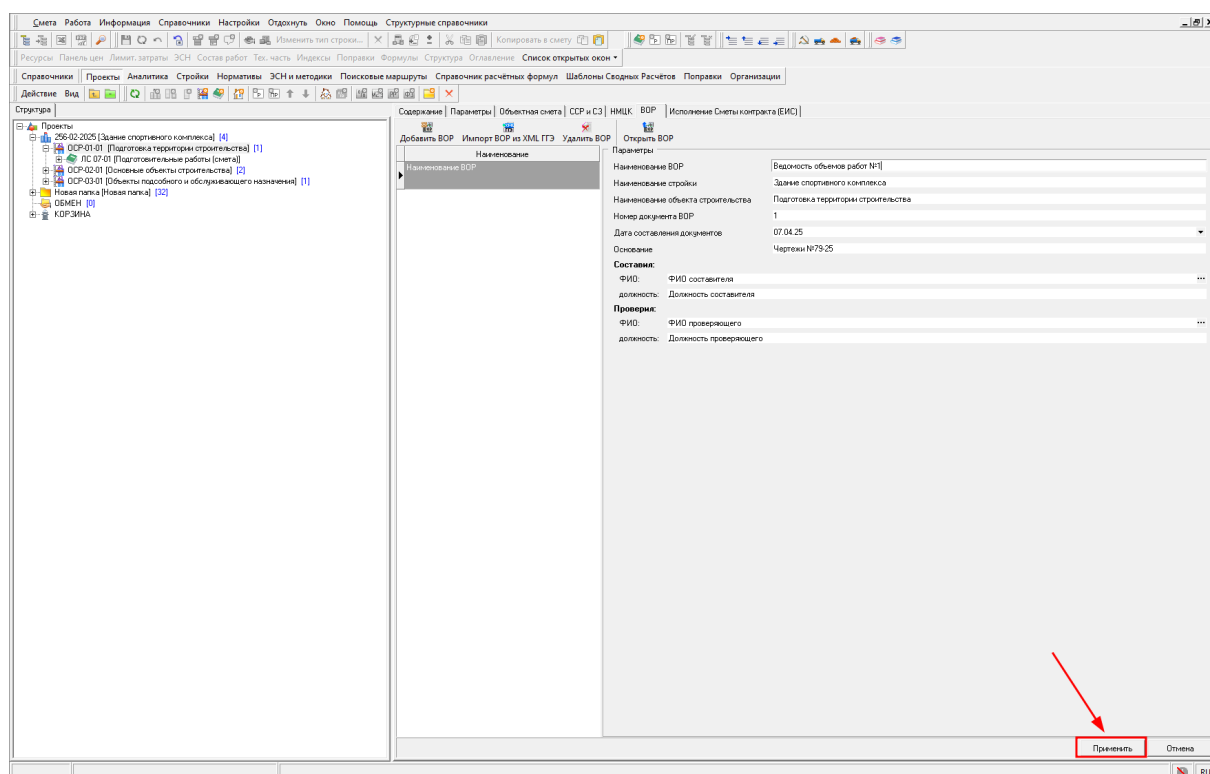 Смета Работа Информация Справочники Настройки Отдохнуть Окно Помощь Структурные справочники
Изменить тип строки... Копировать в смету
Ресурсы Панель цен Лимит. затраты ЭСН Состав работ Тех. часть Индексы Поправки Формулы Структура Оглавление Список открытых окон
Справочники Проекты Аналитика Стройки Нормативы ЭСН и методики Поисковые маршруты Справочник расчётных формул Шаблоны Сводных Расчётов Поправки Организации
Действие Вид
Структура
Проекты
256-02-2025 [Здание спортивного комплекса] [4]
ОСР-01-01 [Подготовка территории строительства] [1]
ЛС 07-01 [Подготовительные работы (смета)]
ОСР-02-01 [Основные объекты строительства] [2]
ОСР-03-01 [Объекты подсобного и обслуживающего назначения] [1]
Новая папка [Новая папка] [32]
ОБМЕН [0]
КОРЗИНА
Содержание Параметры Объектная смета ССР и СЗ НМЦК ВОР Исполнение Сметы контракта (ЕИС)
Добавить ВОР Импорт ВОР из XML ГГЭ Удалить ВОР Открыть ВОР
Наименование
Наименование ВОР
Параметры
Наименование ВОР Ведомость объемов работ №1
Наименование стройки Здание спортивного комплекса
Наименование объекта строительства Подготовка территории строительства
Номер документа ВОР 1
Дата составления документов 07.04.25
Основание Чертежи №79-25
Составил:
ФИО: ФИО составителя ...
должность: Должность составителя
Проверил:
ФИО: ФИО проверяющего ...
должность: Должность проверяющего
Применить Отмена
RU